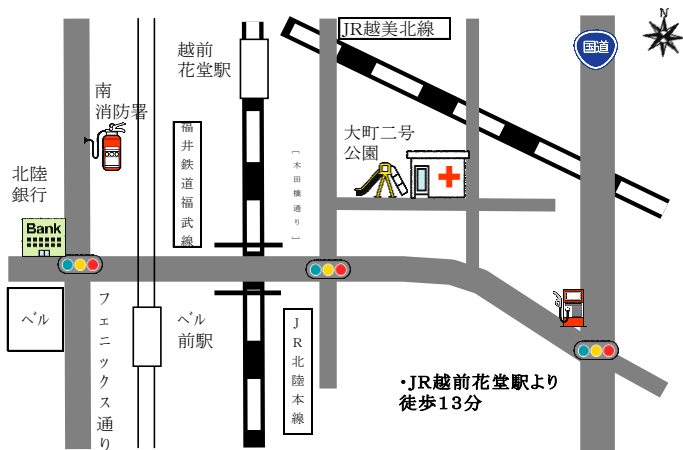 JR越美北線
N
国道
越前
花堂駅
南
消防署
福井鉄道福武線
[木田橋通り]
大町二号
公園
北陸
銀行
Bank
ベル
フェニックス通り
ベル
前駅
JR北陸本線
・JR越前花堂駅より
徒歩13分